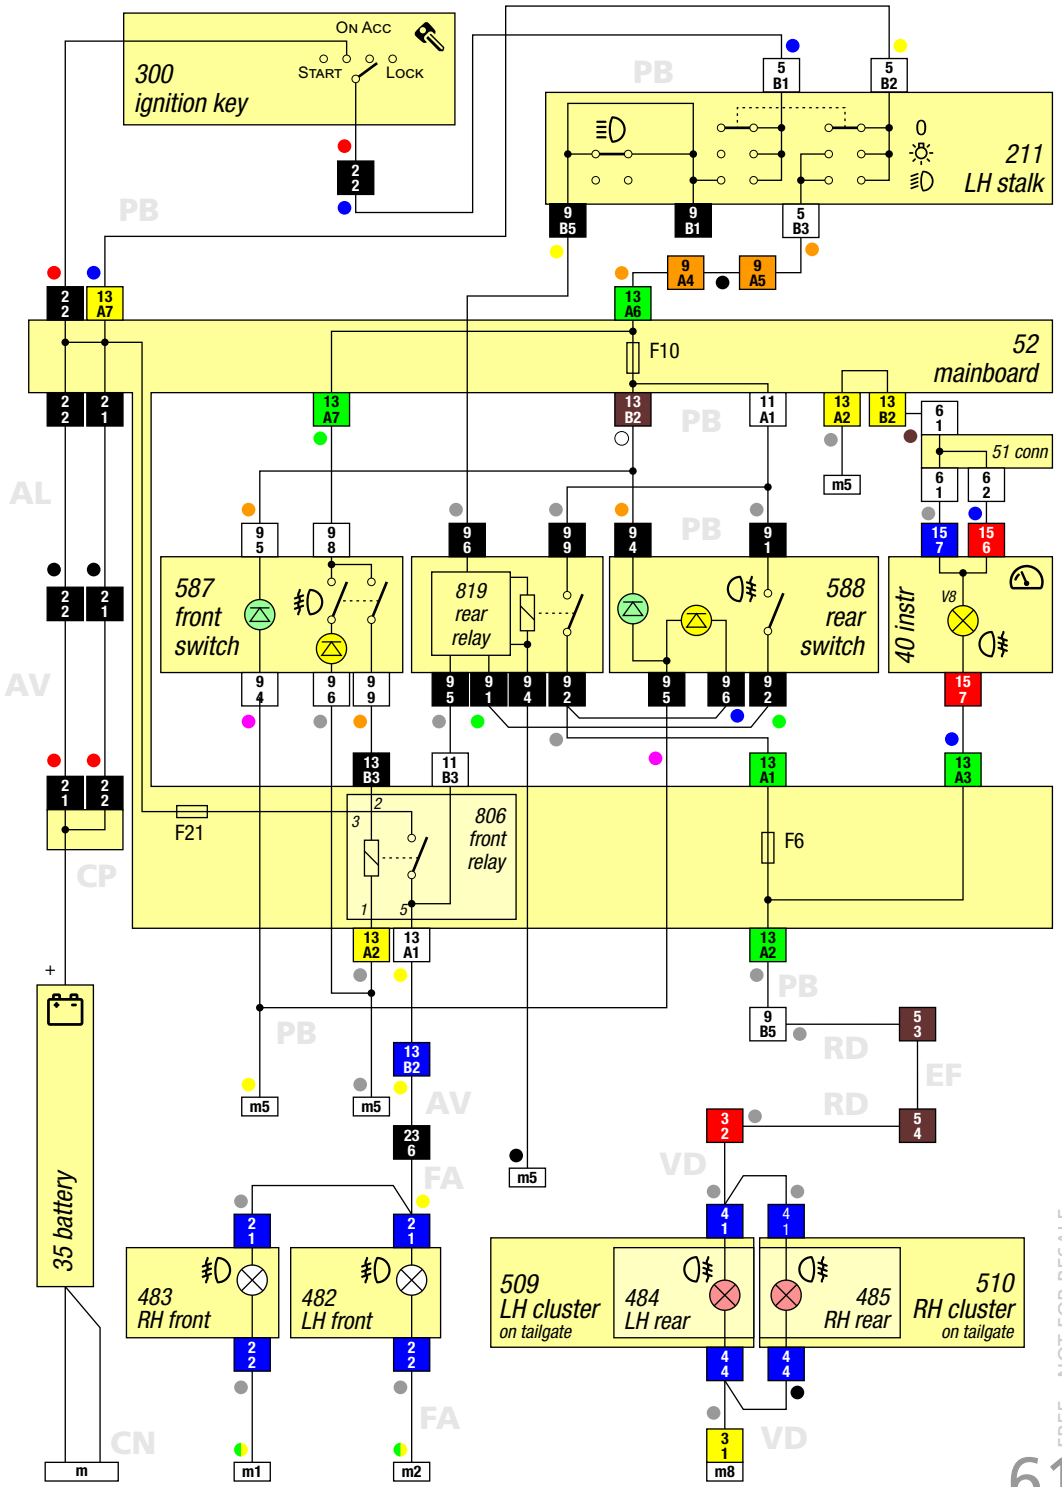 ON ACC
START LOCK
300
ignition key
PB
5
B1
5
B2
0
211
LH stalk
2
2
PB
9
B5
9
B1
5
B3
9
A4
9
A5
2
2
13
A7
13
A6
F10
52
mainboard
2
2
2
1
13
A7
13
B2
PB
11
A1
13
A2
13
B2
6
1
51 conn
m5
6
1
6
2
AL
9
5
9
8
9
6
9
9
9
4
PB
9
1
15
7
15
6
2
2
2
1
587
front
switch
819
rear
relay
588
rear
switch
40 instr
V8
AV
9
4
9
6
9
9
9
5
9
1
9
4
9
2
9
5
9
6
9
2
15
7
2
1
2
2
13
B3
11
B3
13
A1
13
A3
F21
2
3
806
front
relay
1
5
F6
CP
13
A2
13
A1
13
A2
+
PB
PB
9
B5
RD
5
3
EF
13
B2
AV
m5
m5
RD
5
4
3
2
23
6
FA
VD
m5
35 battery
2
1
2
1
4
1
4
1
483
RH front
482
LH front
509
LH cluster
on tailgate
484
LH rear
485
RH rear
510
RH cluster
on tailgate
2
2
2
2
4
4
4
4
CN
FA
VD
3
1
m
m1
m2
m8
FREE – NOT FOR RESALE
61